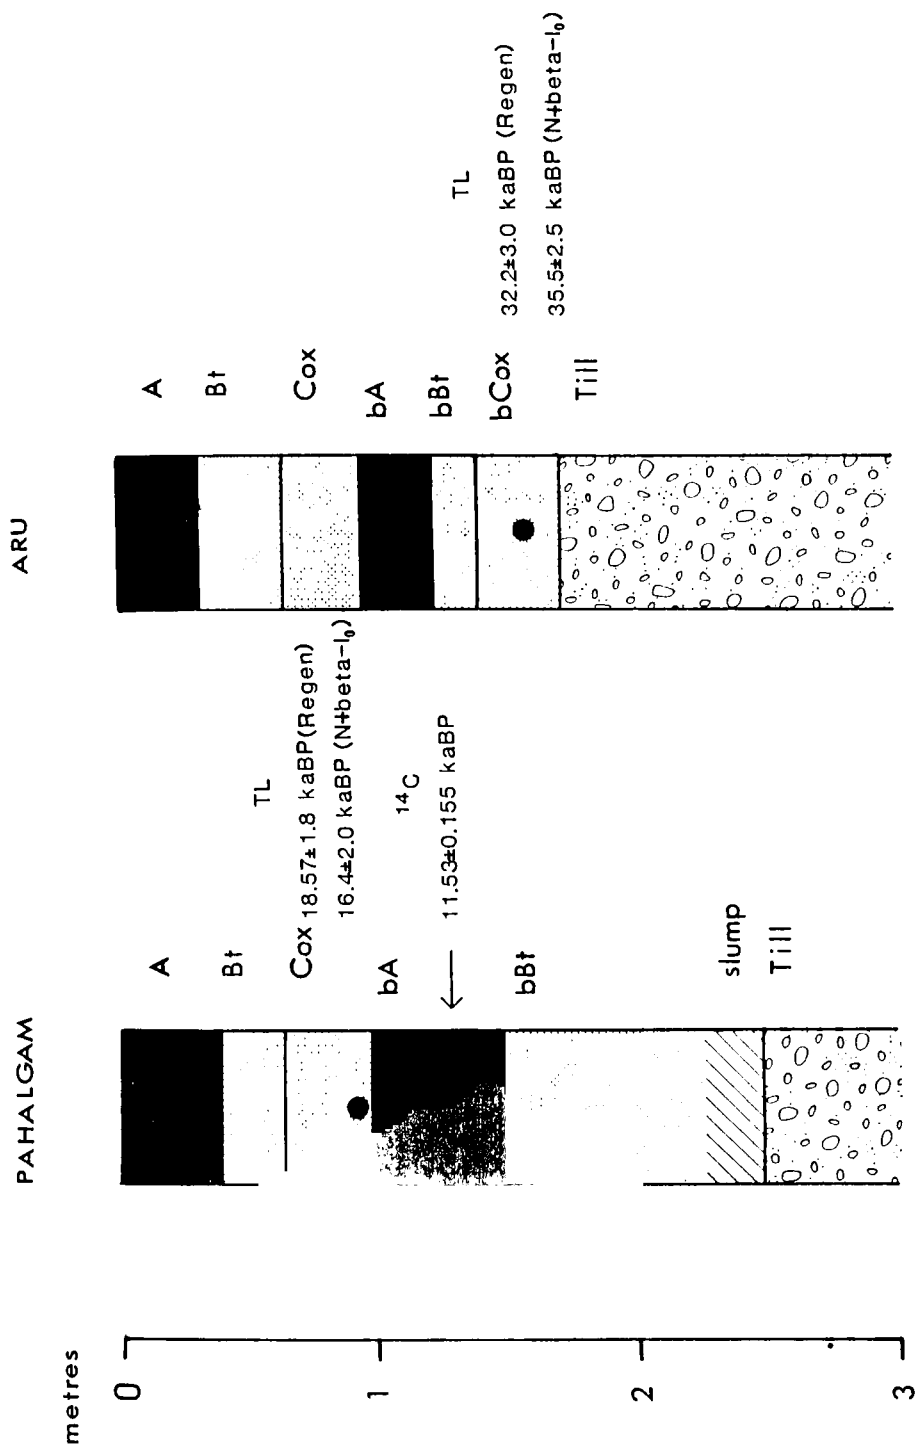 metres
0
1
2
3
PAHALGAM
A
Bt
Cox
bA
bBt
slump
Till
TL
18.57±1.8 kaBP(Regen)
16.4±2.0 kaBP (N+beta-I₀)
¹⁴C
11.53±0.155 kaBP
ARU
A
Bt
Cox
bA
bBt
bCox
Till
TL
32.2±3.0 kaBP (Regen)
35.5±2.5 kaBP (N+beta-I₀)